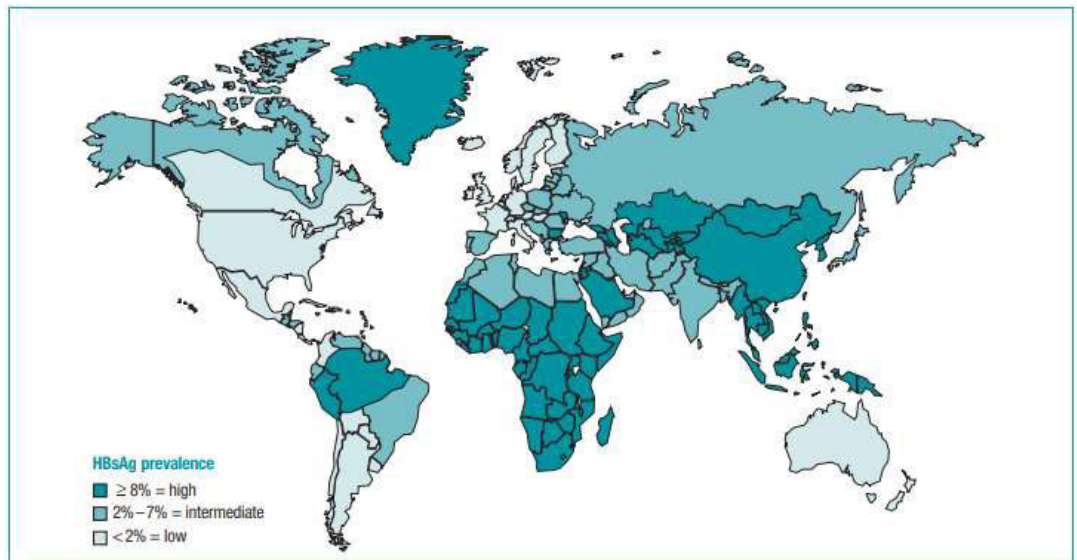 HBsAg prevalence
≥ 8% = high
2%–7% = intermediate
<2% = low